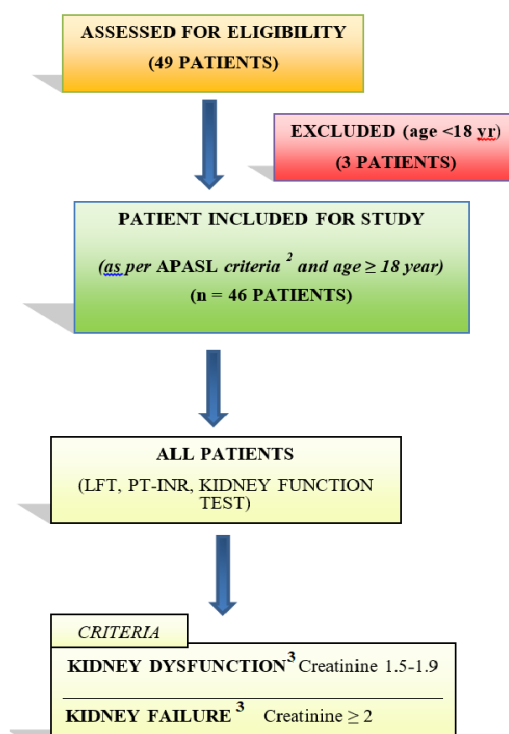 ASSESSED FOR ELIGIBILITY
(49 PATIENTS)
EXCLUDED (age <18 yr)
(3 PATIENTS)
PATIENT INCLUDED FOR STUDY
(as per APASL criteria 2 and age ≥ 18 year)
(n = 46 PATIENTS)
ALL PATIENTS
(LFT, PT-INR, KIDNEY FUNCTION
TEST)
CRITERIA
KIDNEY DYSFUNCTION3 Creatinine 1.5-1.9
KIDNEY FAILURE 3 Creatinine ≥ 2